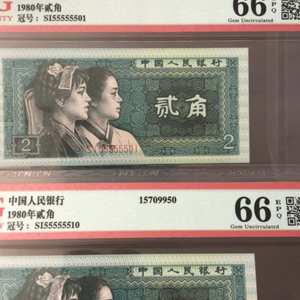 1980年贰角
冠号：SI55555501
66 EPQ
Gem Uncirculated
中国人民银行
贰角
SI55555501
2
2
中国人民银行
15709950
1980年贰角
冠号：SI55555510
66 EPQ
Gem Uncirculated
中国人民银行